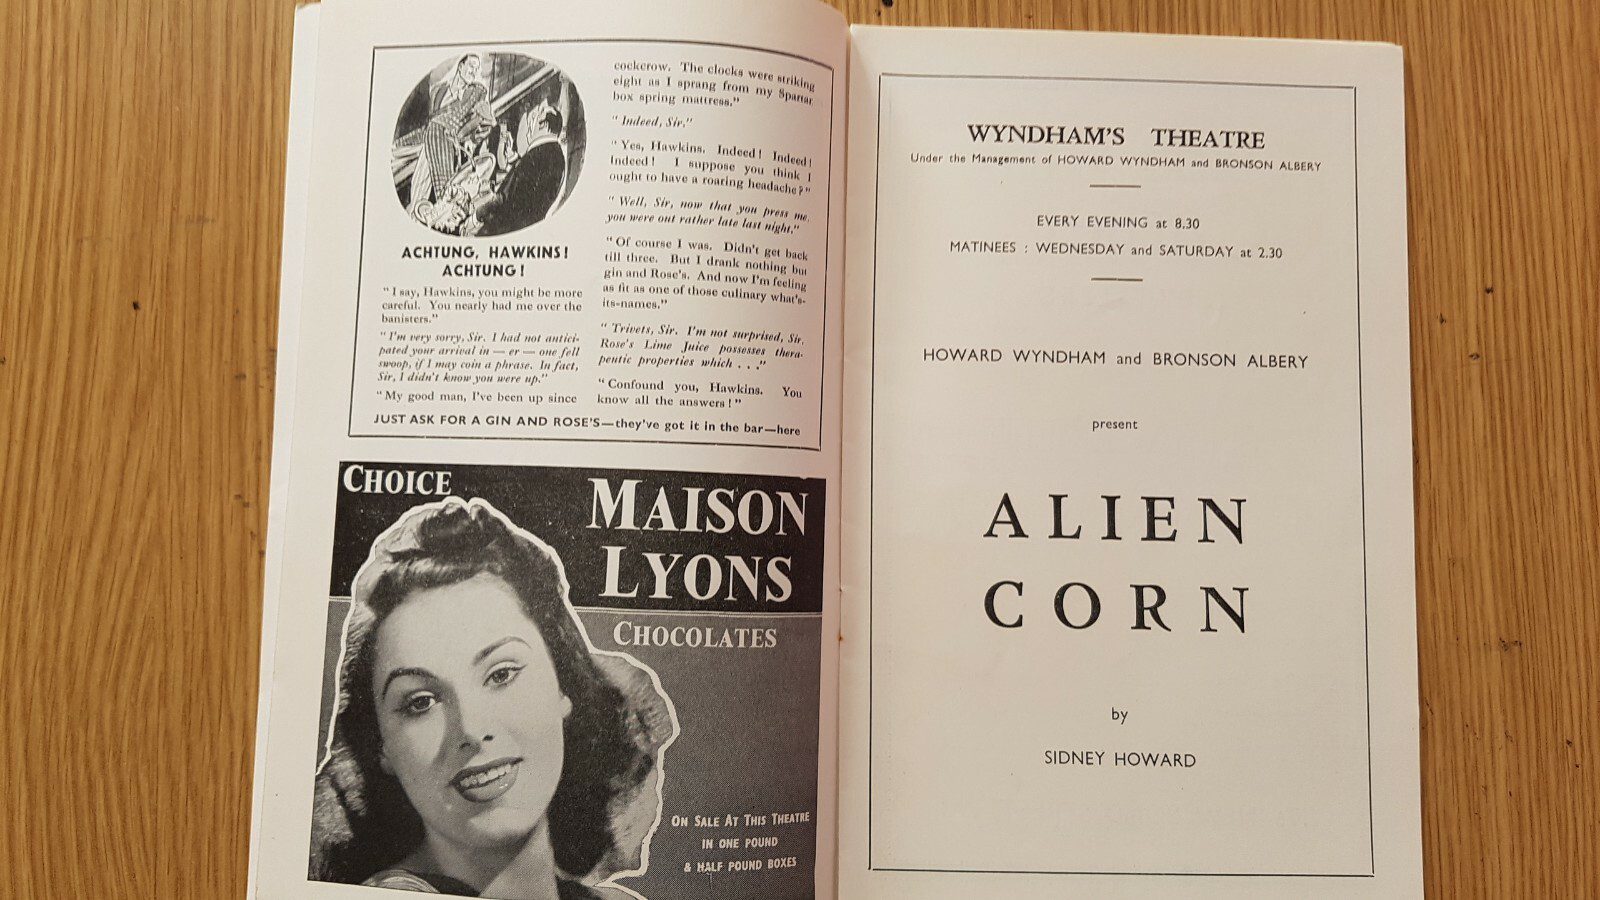 ACHTUNG, HAWKINS!
ACHTUNG!
"I say, Hawkins, you might be more
careful. You nearly had me over the
banisters."
"I'm very sorry, Sir. I had not antici-
pated your arrival in — er — one fell
swoop, if I may coin a phrase. In fact,
Sir, I didn't know you were up."
"My good man, I've been up since
cockcrow. The clocks were striking
eight as I sprang from my Spartan
box spring mattress."
"Indeed, Sir."
"Yes, Hawkins. Indeed! Indeed!
Indeed! I suppose you think I
ought to have a roaring headache?"
"Well, Sir, now that you press me,
you were out rather late last night."
"Of course I was. Didn't get back
till three. But I drank nothing but
gin and Rose's. And now I'm feeling
as fit as one of those culinary what's-
its-names."
"Trivets, Sir. I'm not surprised, Sir.
Rose's Lime Juice possesses thera-
peutic properties which . . ."
"Confound you, Hawkins. You
know all the answers!"
JUST ASK FOR A GIN AND ROSE'S—they've got it in the bar—here
CHOICE
MAISON
LYONS
CHOCOLATES
ON SALE AT THIS THEATRE
IN ONE POUND
& HALF POUND BOXES
WYNDHAM'S THEATRE
Under the Management of HOWARD WYNDHAM and BRONSON ALBERY
EVERY EVENING at 8.30
MATINEES : WEDNESDAY and SATURDAY at 2.30
HOWARD WYNDHAM and BRONSON ALBERY
present
ALIEN
CORN
by
SIDNEY HOWARD